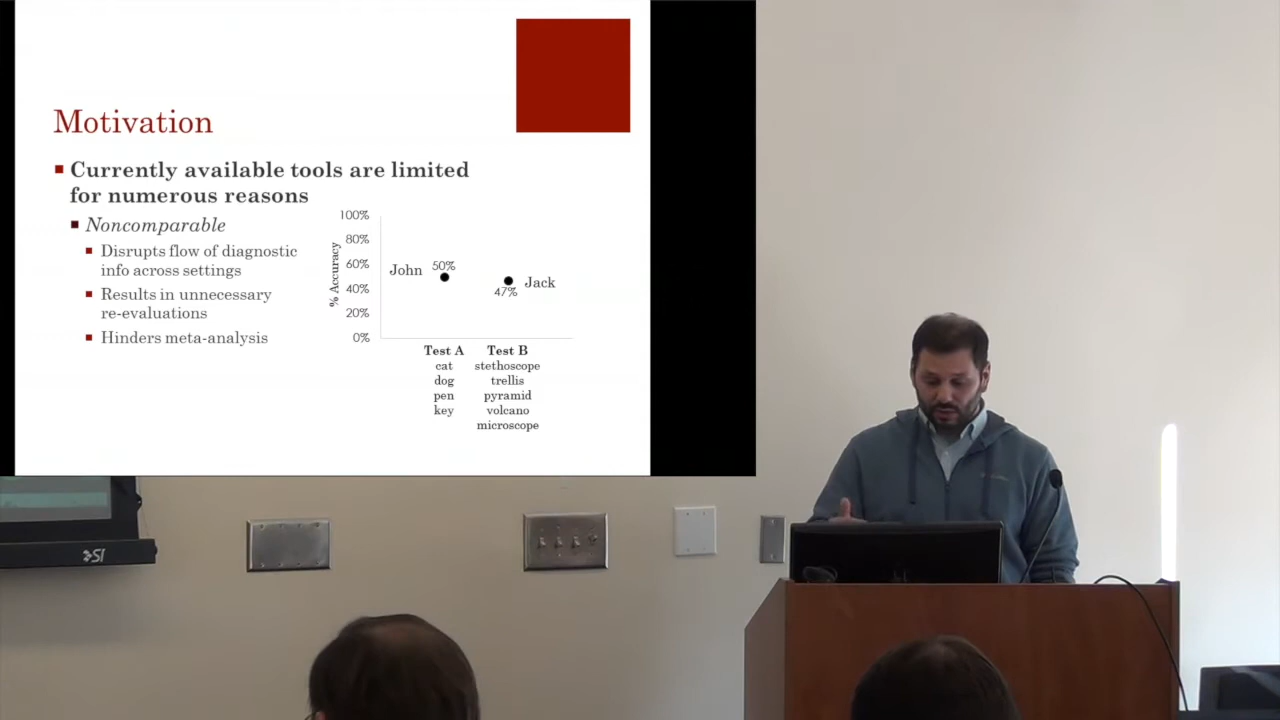 Motivation
Currently available tools are limited
for numerous reasons
Noncomparable
Disrupts flow of diagnostic
info across settings
Results in unnecessary
re-evaluations
Hinders meta-analysis
% Accuracy
100%
80%
60%
40%
20%
0%
John
50%
47%
Jack
Test A
cat
dog
pen
key
Test B
stethoscope
trellis
pyramid
volcano
microscope
SI